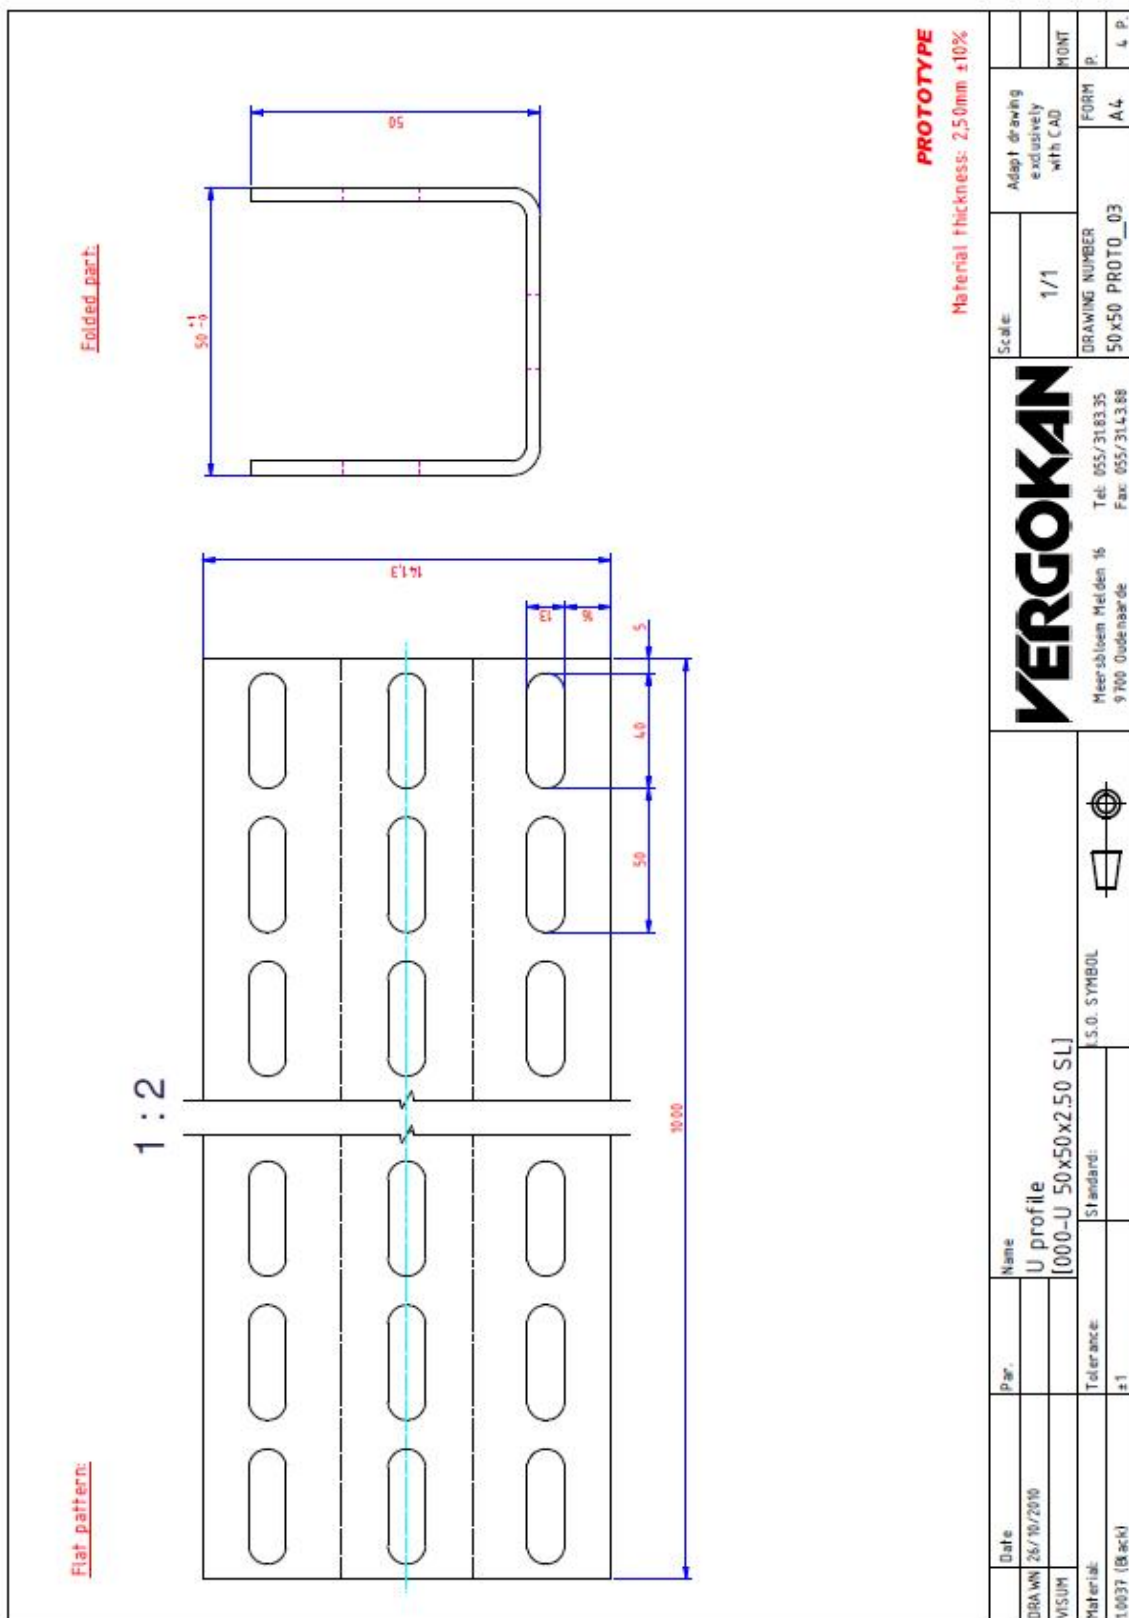 Flat pattern:
Folded part:
1 : 2
50 +1 -0
50
141,3
13
16
5
40
50
1000
PROTOTYPE
Material thickness: 2,50mm ±10%
Date
Par.
Name
DRAWN 26/10/2010
VISUM
U profile
[000-U 50x50x2.50 SL]
Material:
Tolerance:
Standard:
I.S.O. SYMBOL
1.0037 (Black)
±1
VERGOKAN
Meersbloem Melden 16
9700 Oudenaarde
Tel: 055/31.83.35
Fax: 055/31.43.88
Scale:
1/1
Adapt drawing
exclusively
with CAD
MONT
DRAWING NUMBER
50x50 PROTO_03
FORM
A4
P.
4 P.